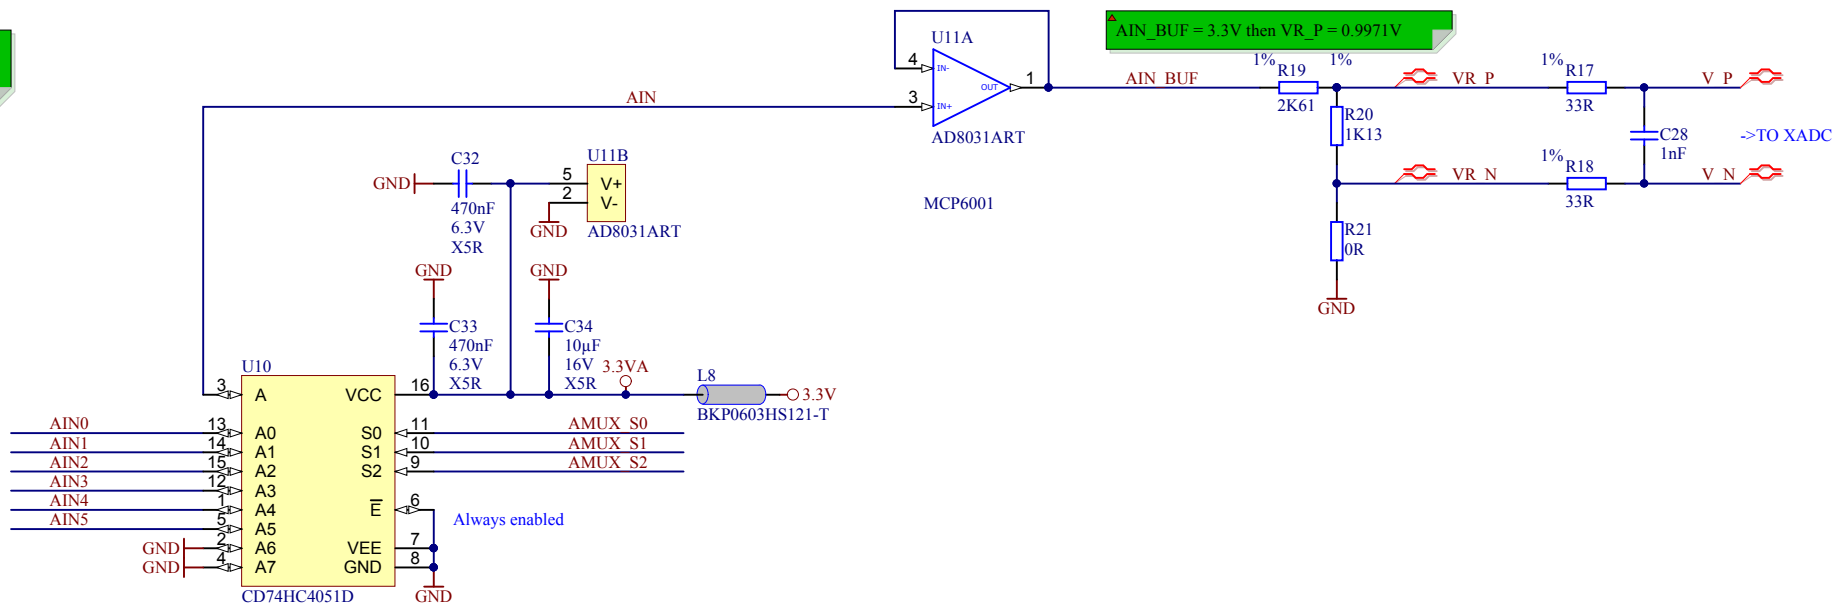 AIN_BUF = 3.3V then VR_P = 0.9971V
U11A
4
IN-
3
IN+
OUT
1
AD8031ART
MCP6001
AIN
AIN_BUF
1%
R19
2K61
1%
R20
1K13
VR_P
1%
R17
33R
V_P
C28
1nF
->TO XADC
VR_N
1%
R18
33R
V_N
R21
0R
GND
C32
GND
470nF
6.3V
X5R
U11B
5
V+
2
V-
GND
AD8031ART
GND
C33
470nF
6.3V
X5R
GND
C34
10µF
16V
X5R
3.3VA
L8
3.3V
BKP0603HS121-T
U10
3
A
VCC
16
AIN0
13
A0
S0
11
AMUX_S0
AIN1
14
A1
S1
10
AMUX_S1
AIN2
15
A2
S2
9
AMUX_S2
AIN3
12
A3
AIN4
1
A4
E
6
Always enabled
AIN5
5
A5
GND
2
A6
VEE
7
GND
4
A7
GND
8
CD74HC4051D
GND